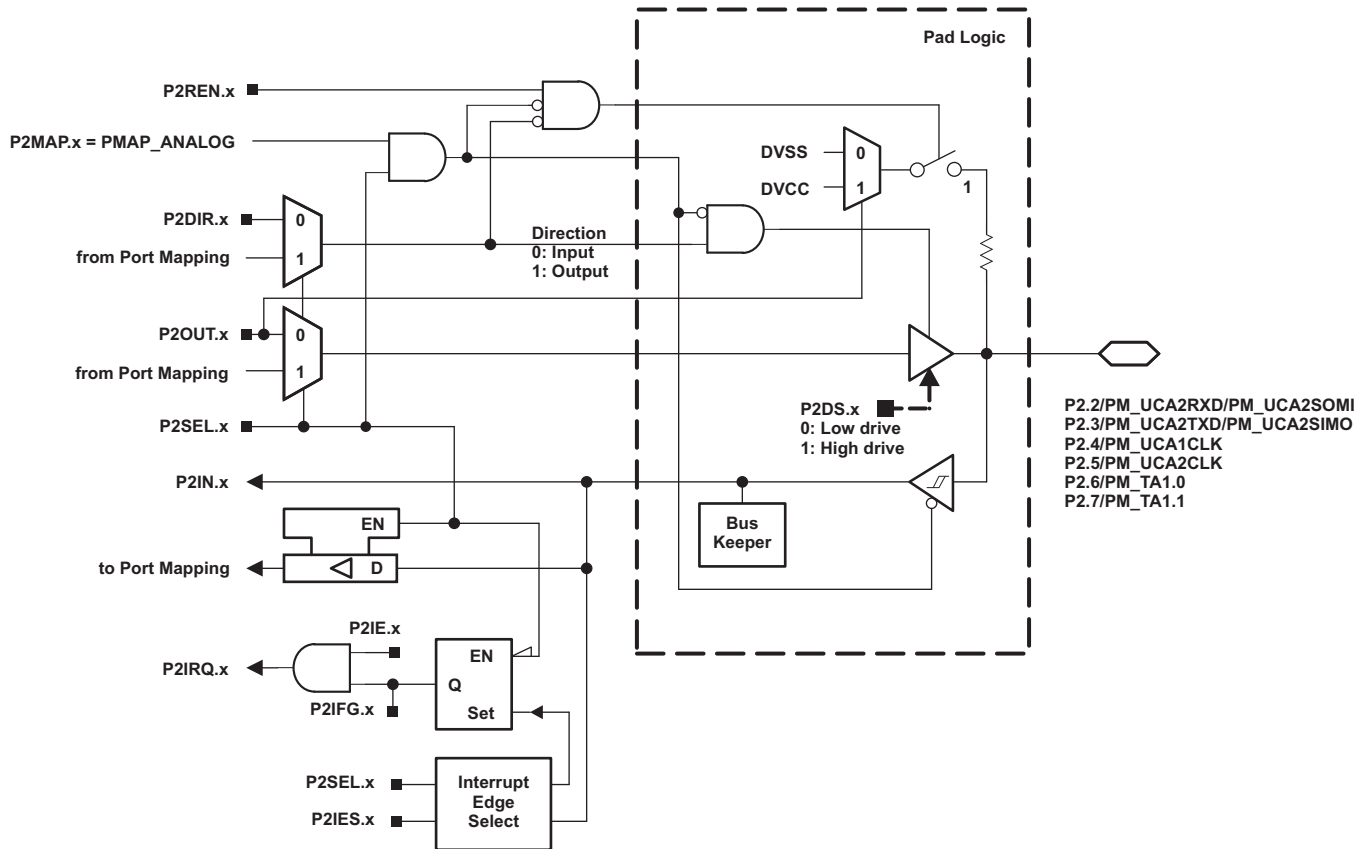 Pad Logic
P2REN.x
P2MAP.x = PMAP_ANALOG
DVSS
0
DVCC
1
1
P2DIR.x
0
from Port Mapping
1
Direction
0: Input
1: Output
P2OUT.x
0
from Port Mapping
1
P2DS.x
0: Low drive
1: High drive
P2SEL.x
P2.2/PM_UCA2RXD/PM_UCA2SOMI
P2.3/PM_UCA2TXD/PM_UCA2SIMO
P2.4/PM_UCA1CLK
P2.5/PM_UCA2CLK
P2.6/PM_TA1.0
P2.7/PM_TA1.1
P2IN.x
Bus
Keeper
EN
to Port Mapping
D
P2IE.x
P2IRQ.x
EN
Q
P2IFG.x
Set
P2SEL.x
P2IES.x
Interrupt
Edge
Select